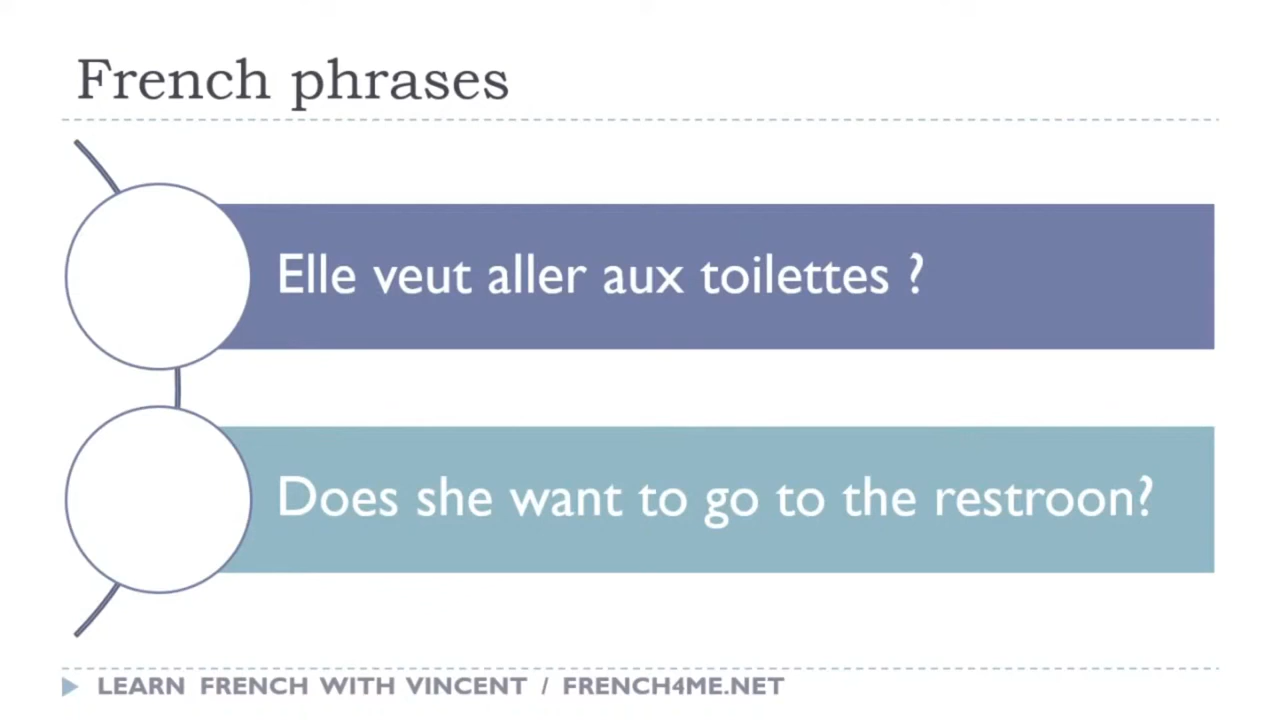 French phrases
Elle veut aller aux toilettes ?
Does she want to go to the restroon?
LEARN FRENCH WITH VINCENT / FRENCH4ME.NET